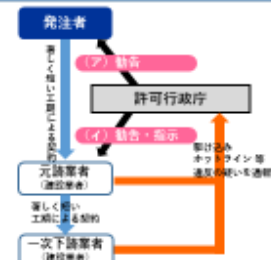 発注者
著しく短い工期による契約
（ア）勧告
許可行政庁
（イ）勧告・指示
駆け込み
ホットライン 等
違反の疑いを通報
元請業者
（建設業者）
著しく短い
工期による契約
一次下請業者
（建設業者）